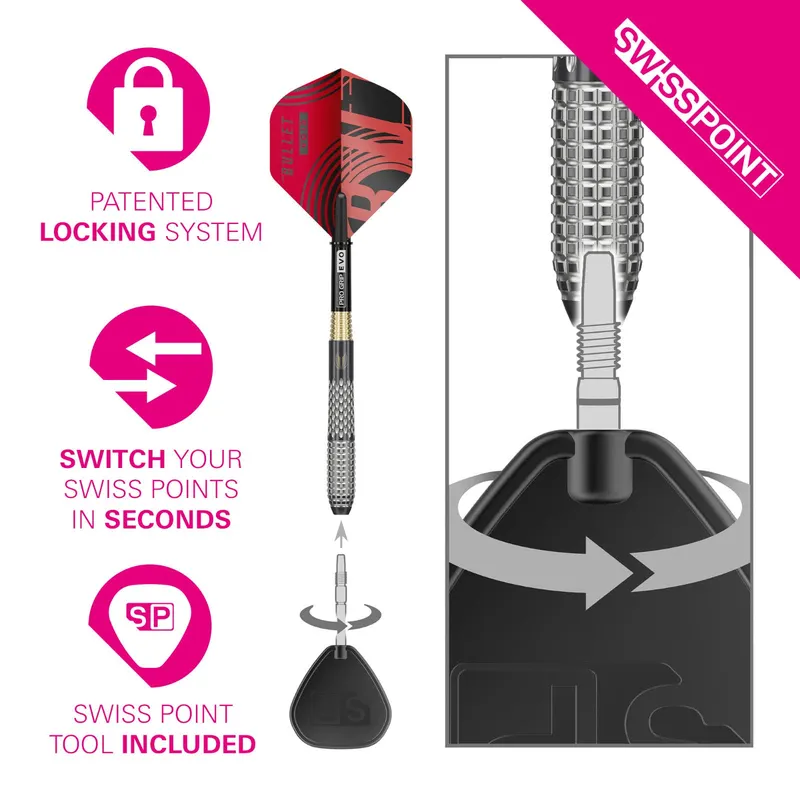 SWISSPOINT
PATENTED
LOCKING SYSTEM
SWITCH YOUR
SWISS POINTS
IN SECONDS
SP
SWISS POINT
TOOL INCLUDED
BULLET
PRO GRIP EVO